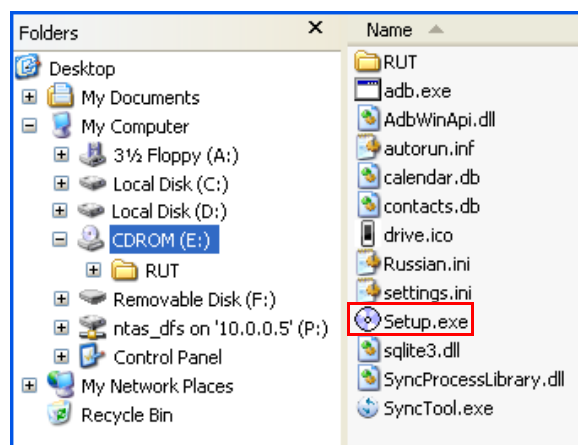 Folders
Desktop
My Documents
My Computer
3½ Floppy (A:)
Local Disk (C:)
Local Disk (D:)
CDROM (E:)
RUT
Removable Disk (F:)
ntas_dfs on '10.0.0.5' (P:)
Control Panel
My Network Places
Recycle Bin
Name
RUT
adb.exe
AdbWinApi.dll
autorun.inf
calendar.db
contacts.db
drive.ico
Russian.ini
settings.ini
Setup.exe
sqlite3.dll
SyncProcessLibrary.dll
SyncTool.exe